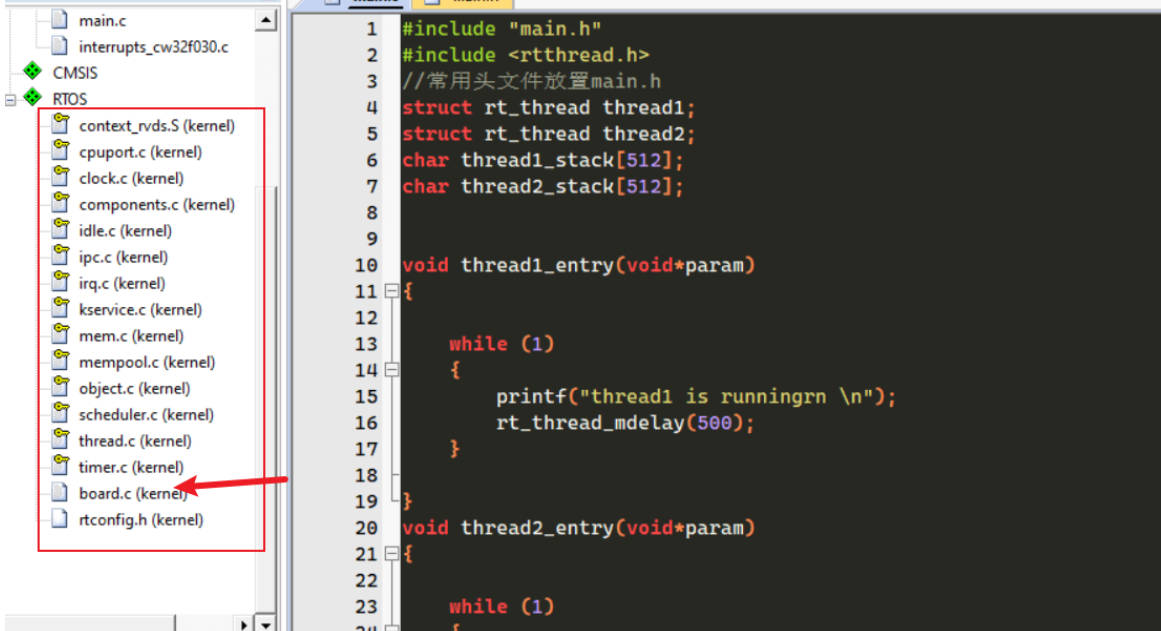 main.c
interrupts_cw32f030.c
CMSIS
RTOS
context_rvds.S (kernel)
cpuport.c (kernel)
clock.c (kernel)
components.c (kernel)
idle.c (kernel)
ipc.c (kernel)
irq.c (kernel)
kservice.c (kernel)
mem.c (kernel)
mempool.c (kernel)
object.c (kernel)
scheduler.c (kernel)
thread.c (kernel)
timer.c (kernel)
board.c (kernel)
rtconfig.h (kernel)
1 #include "main.h"
2 #include <rtthread.h>
3 //常用头文件放置main.h
4 struct rt_thread thread1;
5 struct rt_thread thread2;
6 char thread1_stack[512];
7 char thread2_stack[512];
8
9
10 void thread1_entry(void*param)
11 {
12
13 while (1)
14 {
15 printf("thread1 is runningrn \n");
16 rt_thread_mdelay(500);
17 }
18
19 }
20 void thread2_entry(void*param)
21 {
22
23 while (1)
24 {